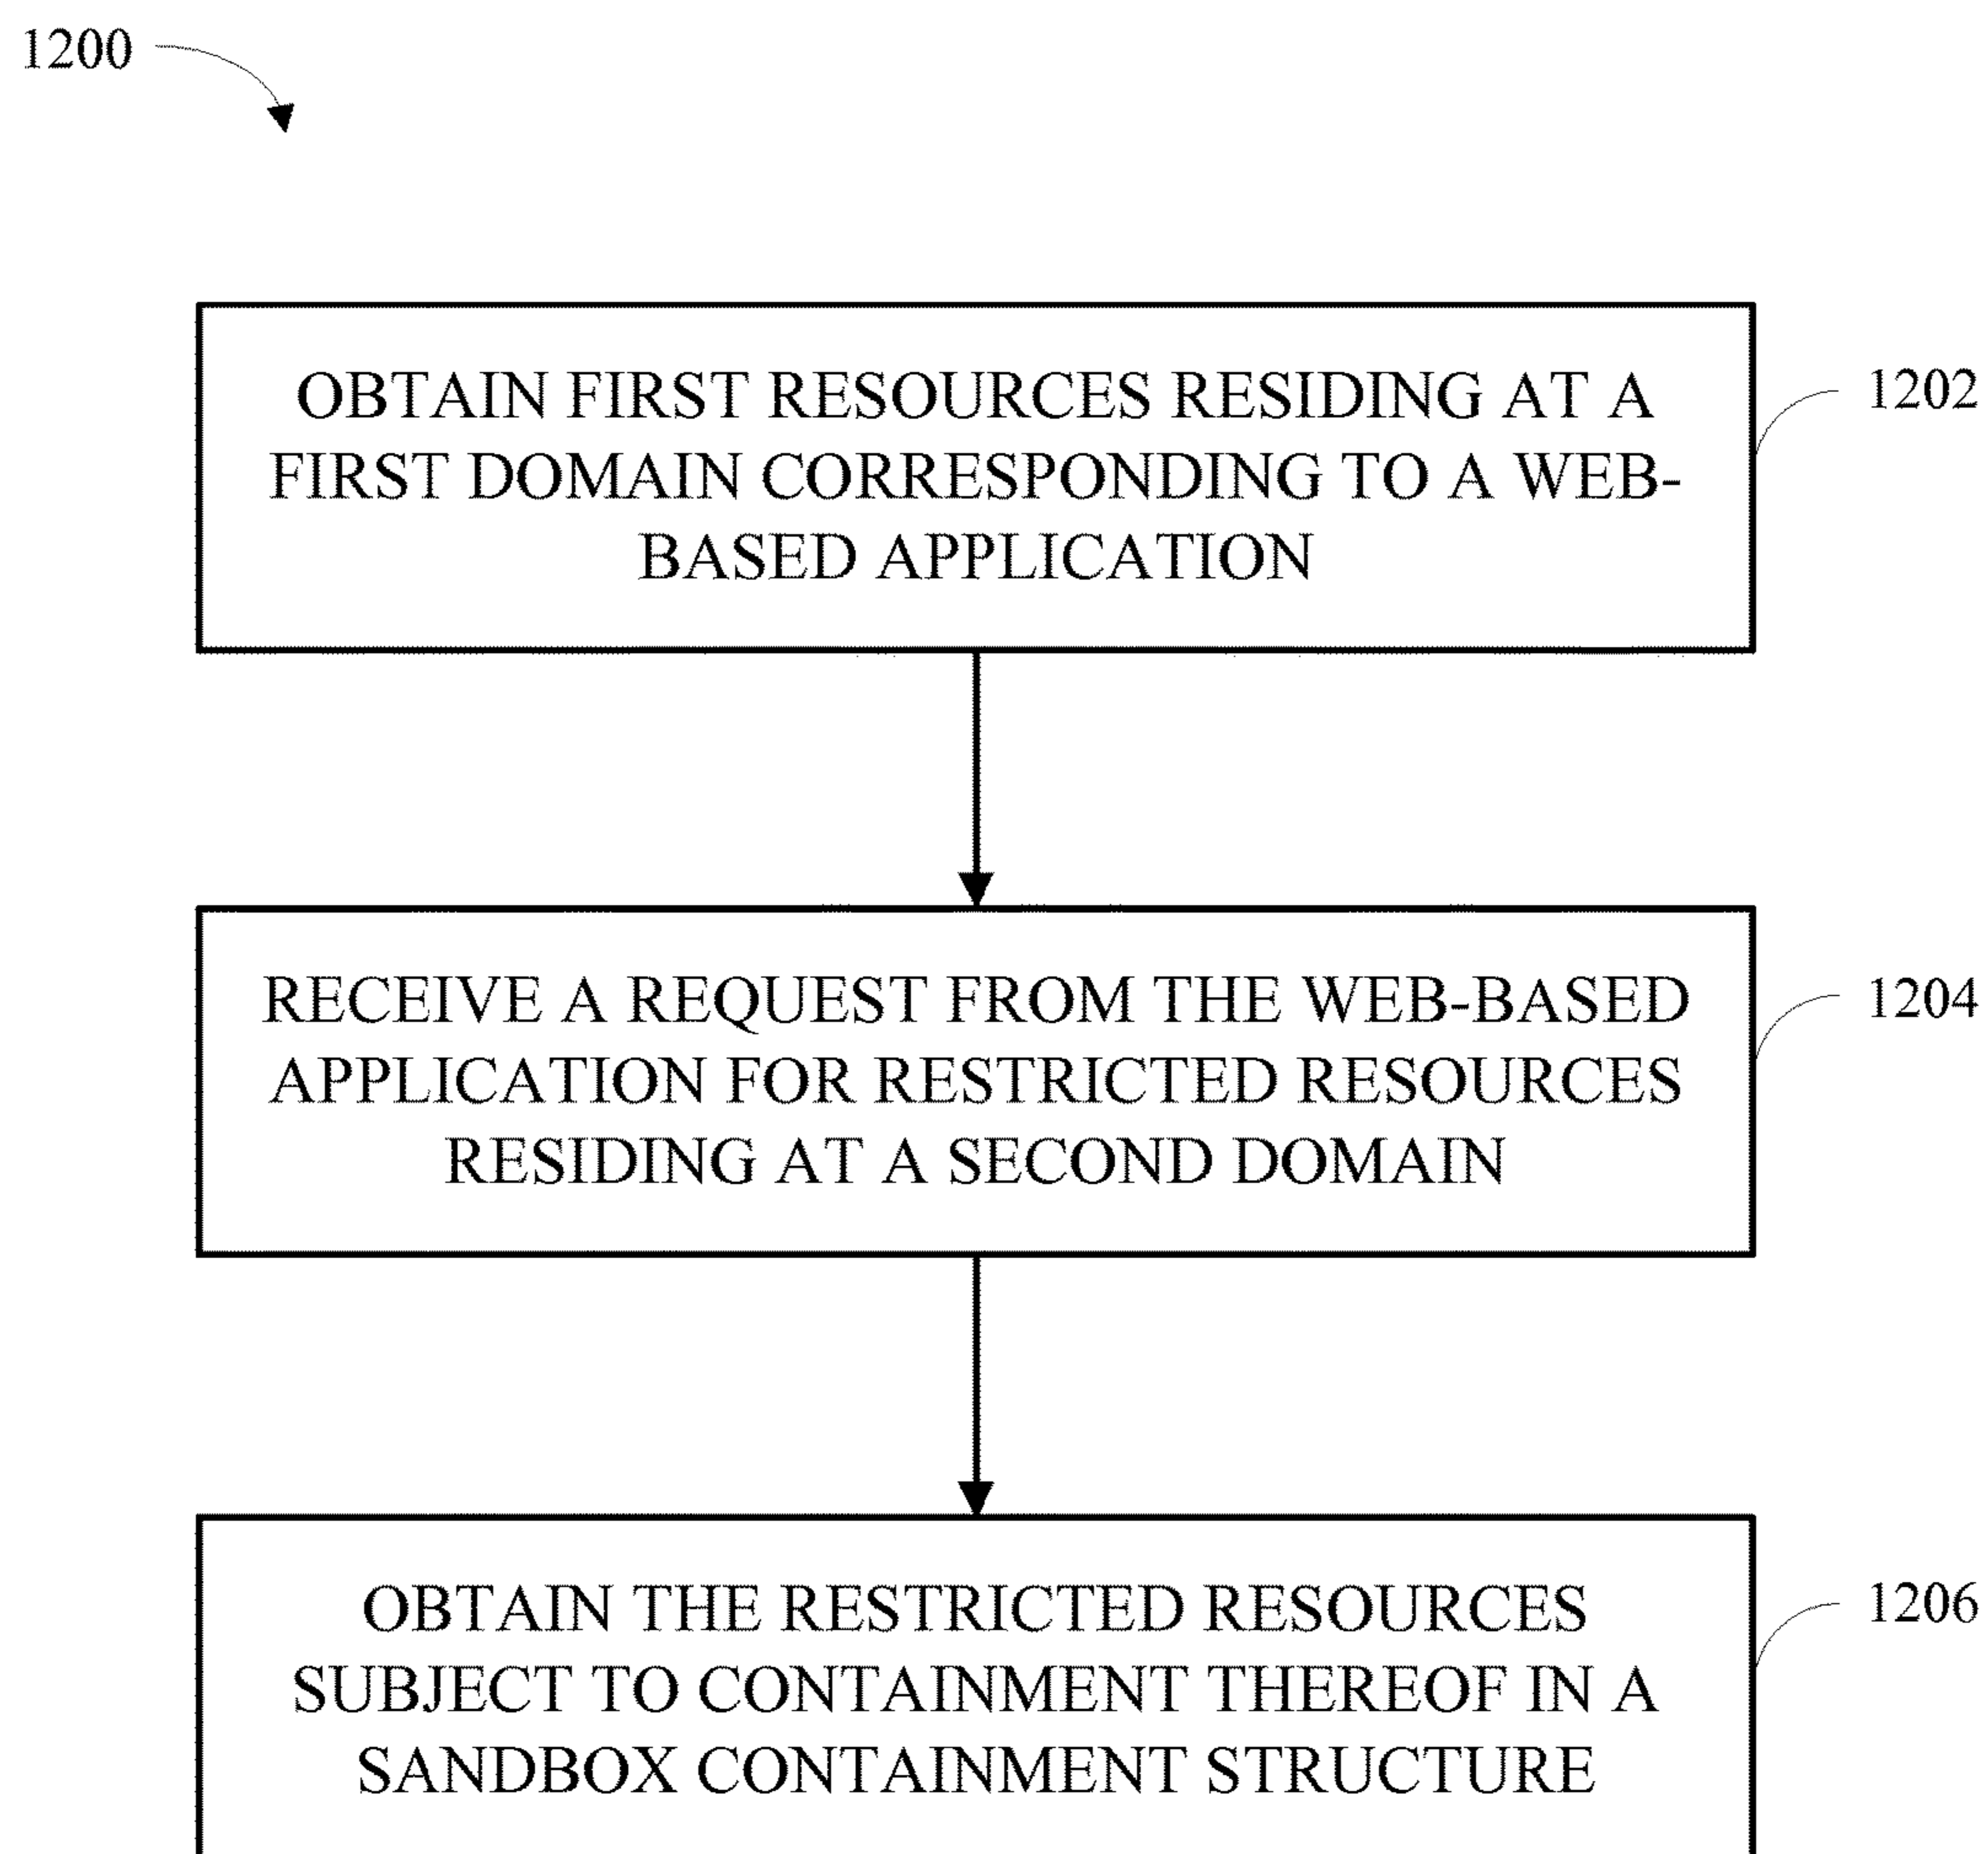 1200
OBTAIN FIRST RESOURCES RESIDING AT A
FIRST DOMAIN CORRESPONDING TO A WEB-
BASED APPLICATION
1202
RECEIVE A REQUEST FROM THE WEB-BASED
APPLICATION FOR RESTRICTED RESOURCES
RESIDING AT A SECOND DOMAIN
1204
OBTAIN THE RESTRICTED RESOURCES
SUBJECT TO CONTAINMENT THEREOF IN A
SANDBOX CONTAINMENT STRUCTURE
1206